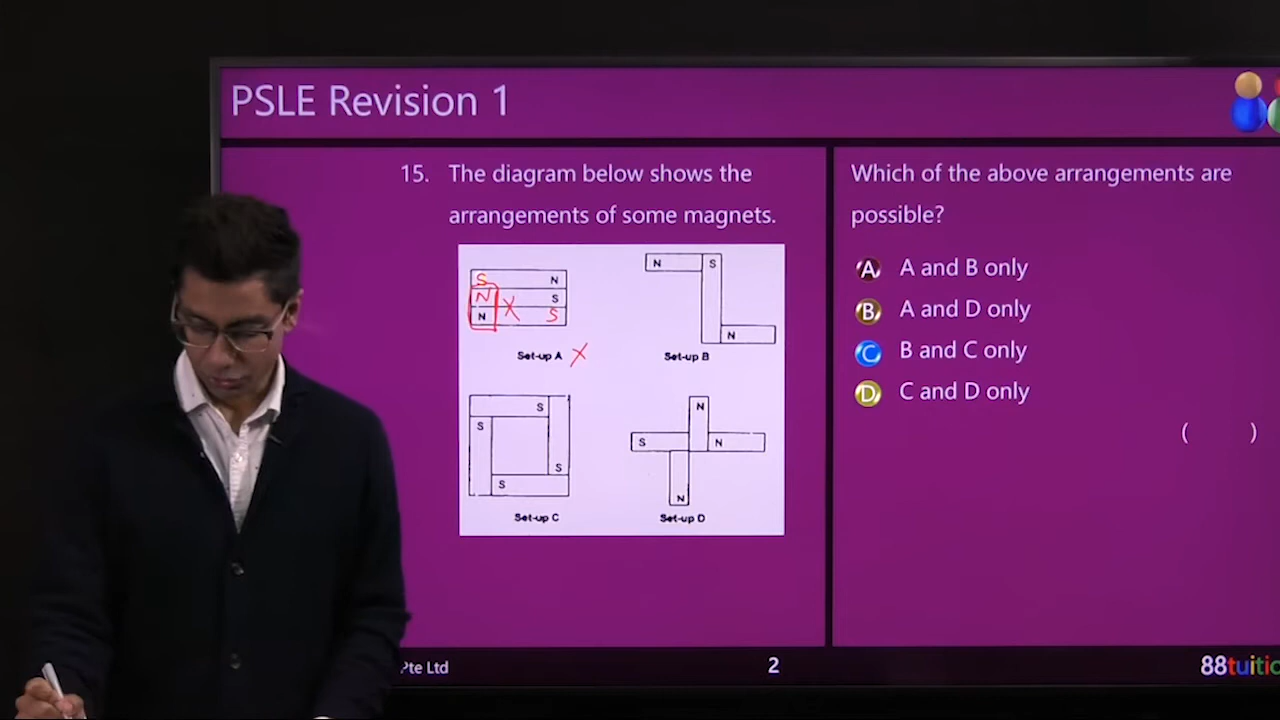 PSLE Revision 1
15. The diagram below shows the
arrangements of some magnets.
S N
N X S
N S
Set-up A X
N S
N
Set-up B
S
S
S
S
Set-up C
N
S N
N
Set-up D
Which of the above arrangements are
possible?
A A and B only
B A and D only
C B and C only
D C and D only
( )
Pte Ltd
2
88tuitio